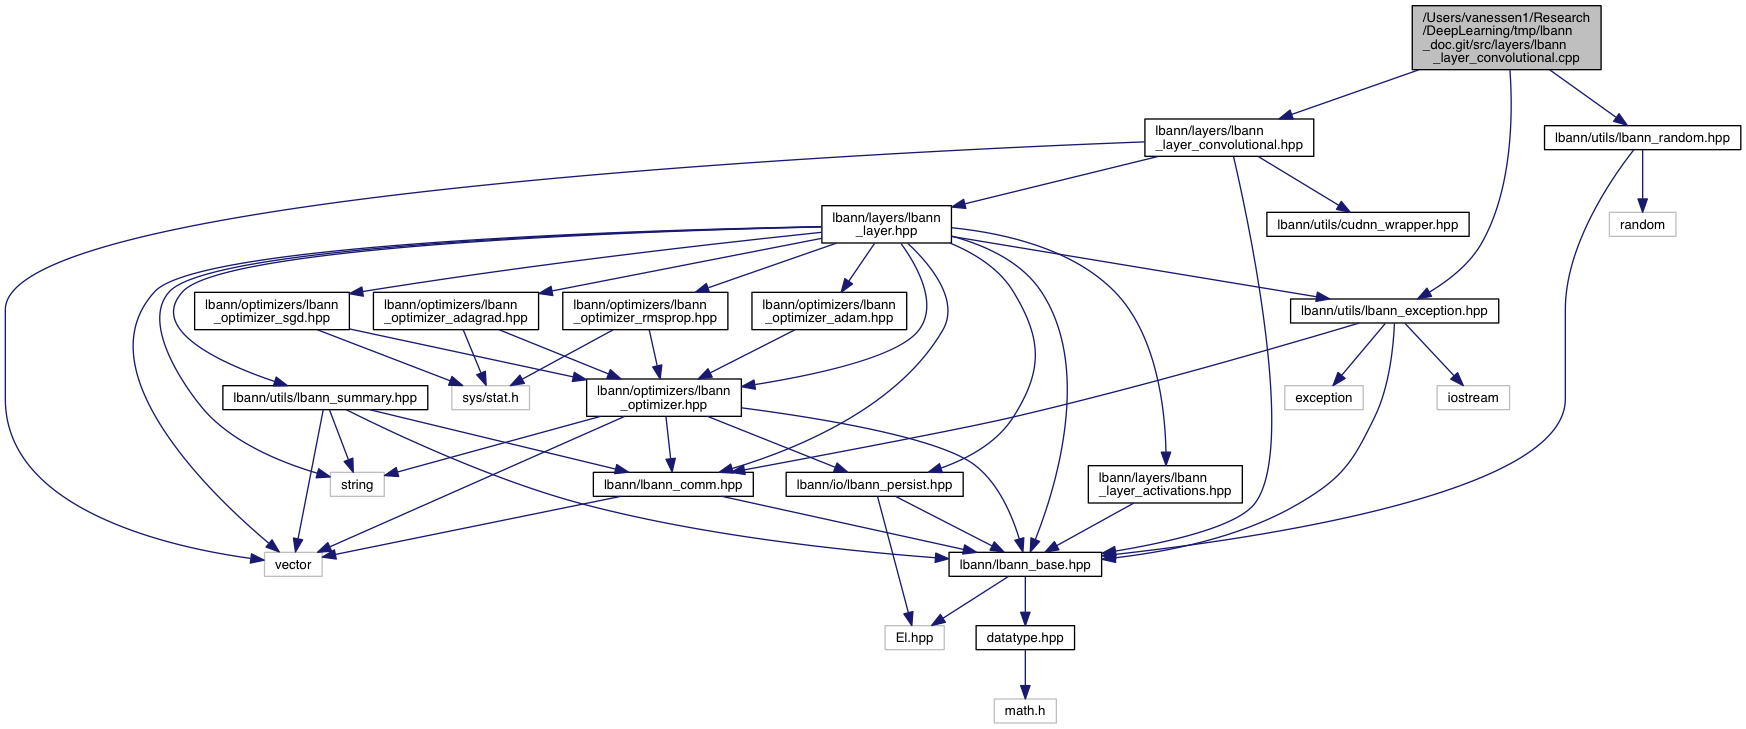 /Users/vanessen1/Research
/DeepLearning/tmp/lbann
_doc.git/src/layers/lbann
_layer_convolutional.cpp
lbann/layers/lbann
_layer_convolutional.hpp
lbann/utils/lbann_random.hpp
lbann/layers/lbann
_layer.hpp
lbann/utils/cudnn_wrapper.hpp
random
lbann/optimizers/lbann
_optimizer_sgd.hpp
lbann/optimizers/lbann
_optimizer_adagrad.hpp
lbann/optimizers/lbann
_optimizer_rmsprop.hpp
lbann/optimizers/lbann
_optimizer_adam.hpp
lbann/utils/lbann_exception.hpp
lbann/utils/lbann_summary.hpp
sys/stat.h
lbann/optimizers/lbann
_optimizer.hpp
exception
iostream
string
lbann/lbann_comm.hpp
lbann/io/lbann_persist.hpp
lbann/layers/lbann
_layer_activations.hpp
vector
lbann/lbann_base.hpp
El.hpp
datatype.hpp
math.h